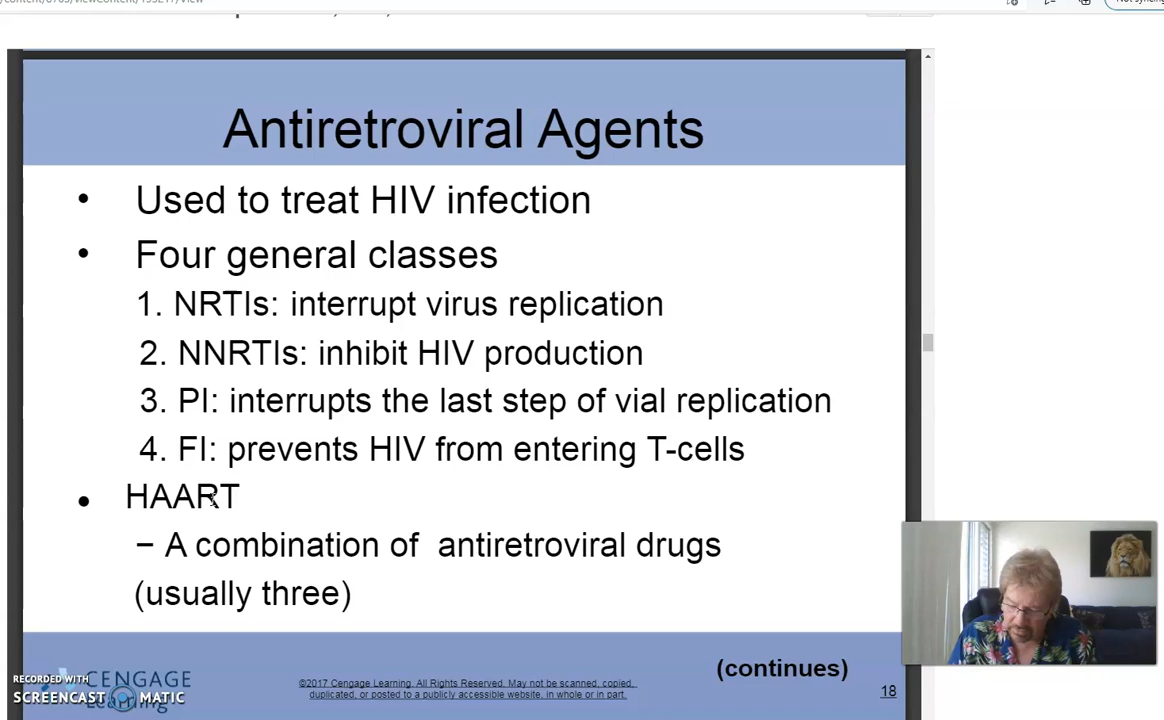 Antiretroviral Agents
• Used to treat HIV infection
• Four general classes
1. NRTIs: interrupt virus replication
2. NNRTIs: inhibit HIV production
3. PI: interrupts the last step of vial replication
4. FI: prevents HIV from entering T-cells
• HAART
− A combination of antiretroviral drugs
(usually three)
(continues)
CENGAGE
Learning
RECORDED WITH
SCREENCAST MATIC
©2017 Cengage Learning. All Rights Reserved. May not be scanned, copied,
duplicated, or posted to a publicly accessible website, in whole or in part.
18